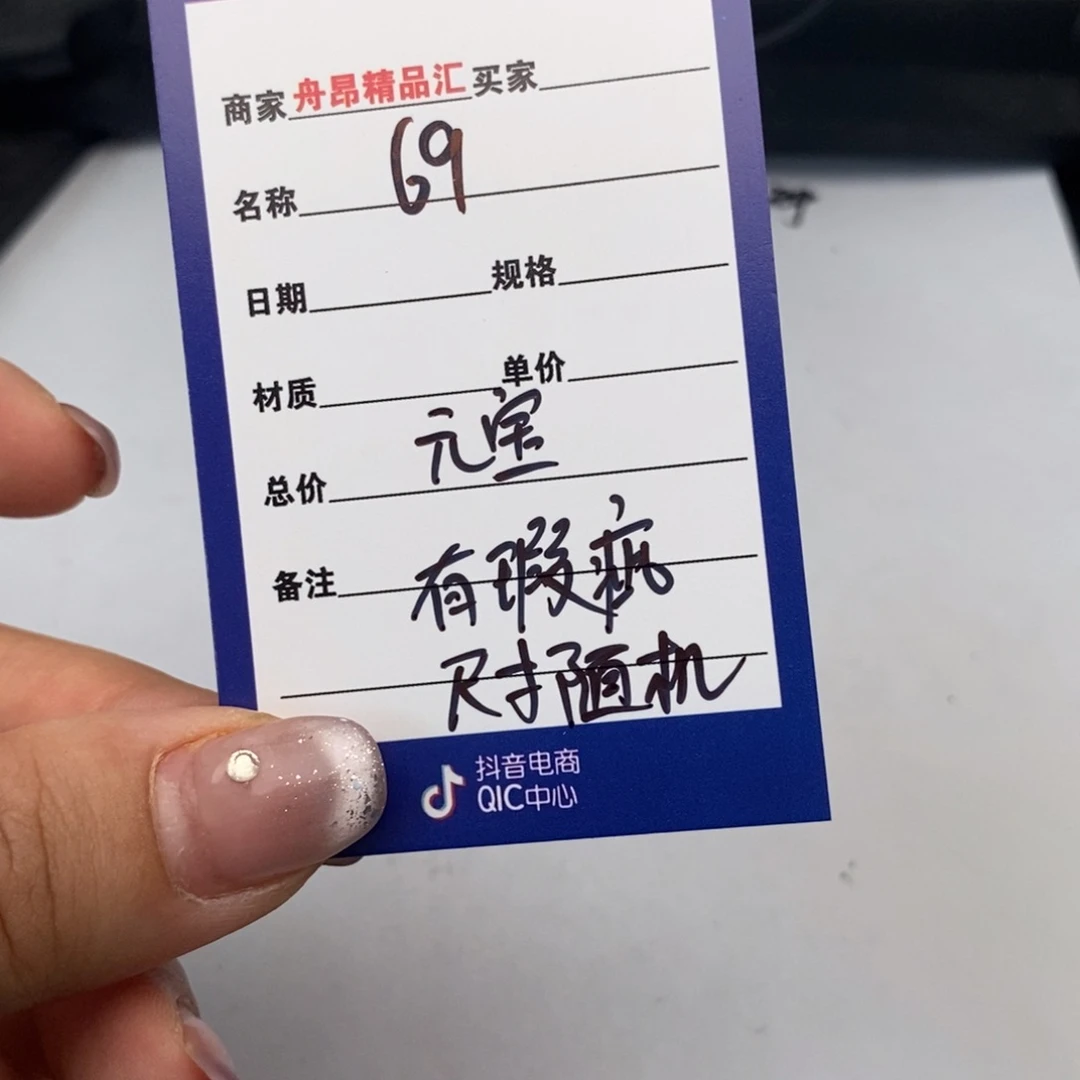 商家舟昂精品汇买家
名称 69
日期 规格
材质 单价
元宝
总价
备注 有瑕疵
尺寸随机
抖音电商
QIC中心